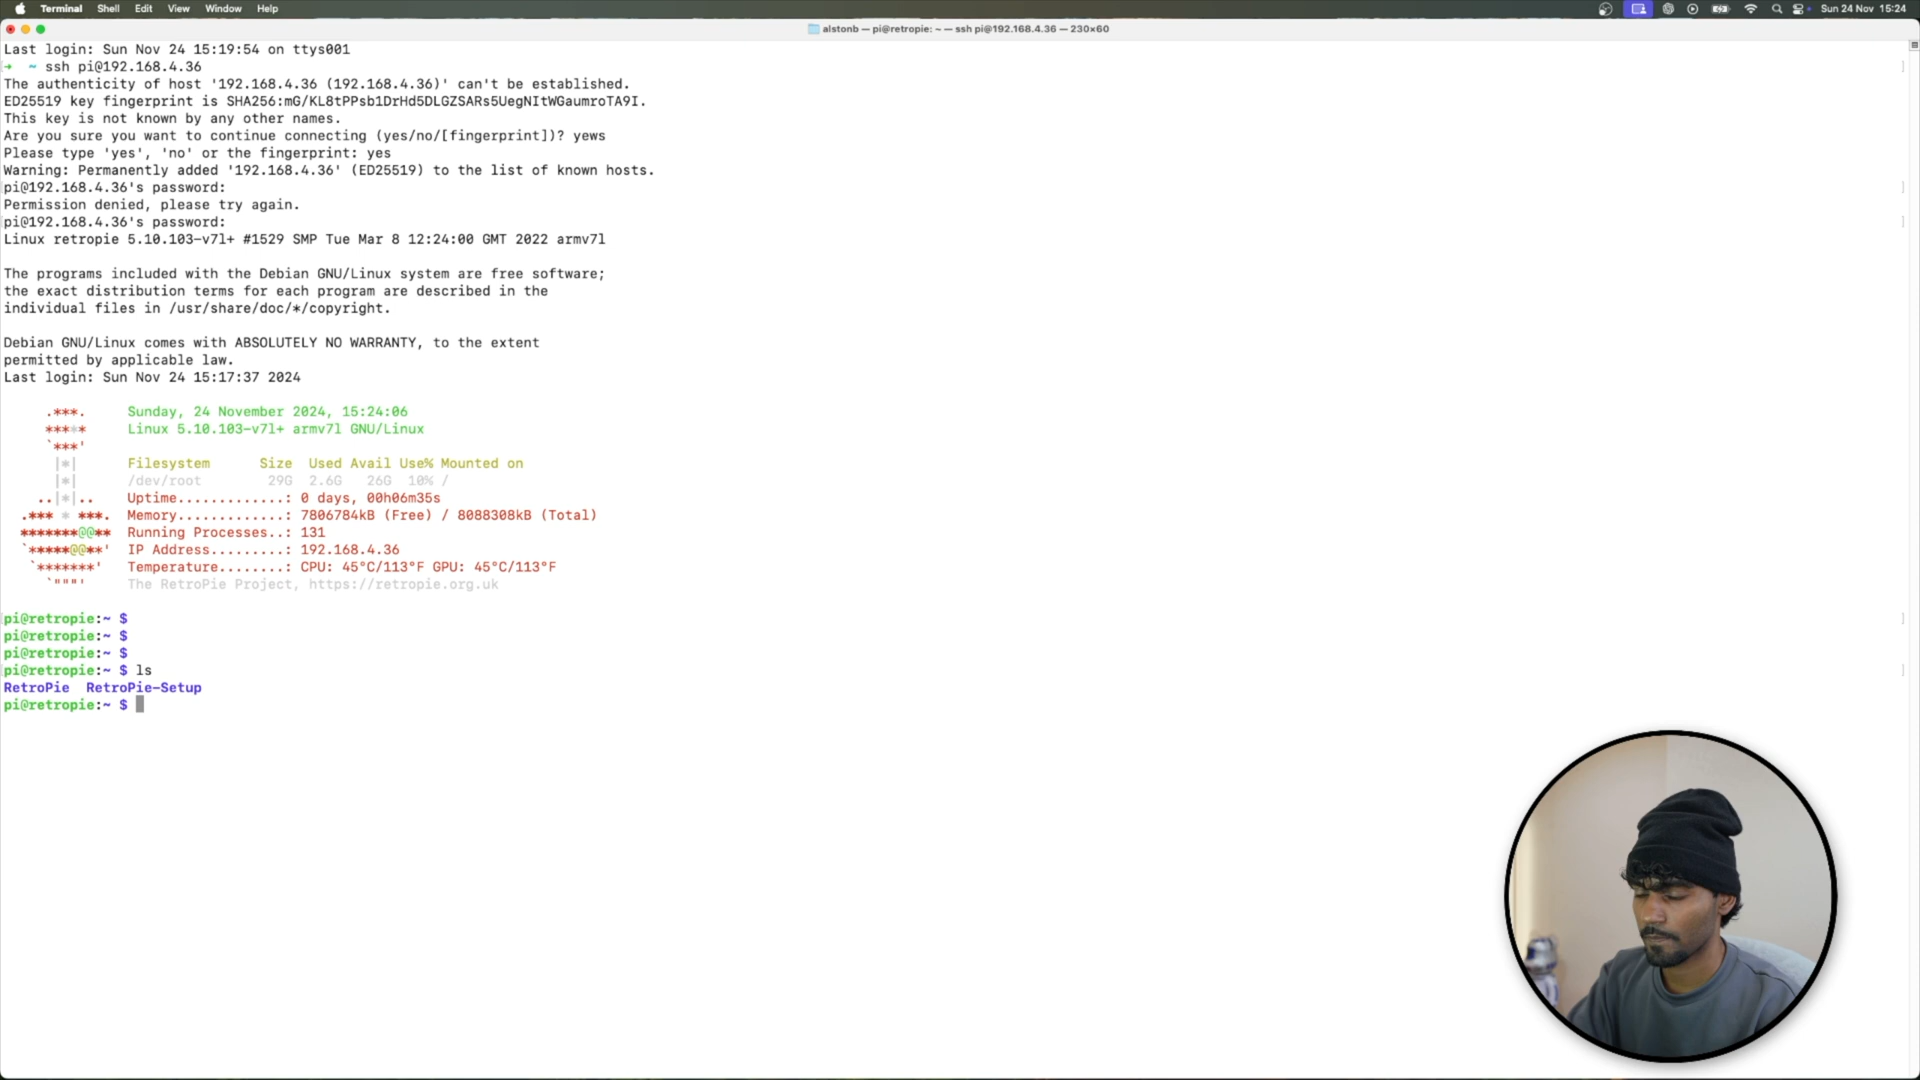 Terminal Shell Edit View Window Help Sun 24 Nov 15:24
alstonb — pi@retropie: ~ — ssh pi@192.168.4.36 — 230×60
Last login: Sun Nov 24 15:19:54 on ttys001
➜ ~ ssh pi@192.168.4.36
The authenticity of host '192.168.4.36 (192.168.4.36)' can't be established.
ED25519 key fingerprint is SHA256:mG/KL8tPPsb1DrHd5DLGZSARs5UegNItWGaumroTA9I.
This key is not known by any other names.
Are you sure you want to continue connecting (yes/no/[fingerprint])? yews
Please type 'yes', 'no' or the fingerprint: yes
Warning: Permanently added '192.168.4.36' (ED25519) to the list of known hosts.
pi@192.168.4.36's password:
Permission denied, please try again.
pi@192.168.4.36's password:
Linux retropie 5.10.103-v7l+ #1529 SMP Tue Mar 8 12:24:00 GMT 2022 armv7l
The programs included with the Debian GNU/Linux system are free software;
the exact distribution terms for each program are described in the
individual files in /usr/share/doc/*/copyright.
Debian GNU/Linux comes with ABSOLUTELY NO WARRANTY, to the extent
permitted by applicable law.
Last login: Sun Nov 24 15:17:37 2024
.***. Sunday, 24 November 2024, 15:24:06
***** Linux 5.10.103-v7l+ armv7l GNU/Linux
`***'
|*| Filesystem Size Used Avail Use% Mounted on
|*| /dev/root 29G 2.6G 26G 10% /
..|*|.. Uptime.............: 0 days, 00h06m35s
.*** * ***. Memory.............: 7806784kB (Free) / 8088308kB (Total)
*******@@** Running Processes..: 131
`*****@@**' IP Address.........: 192.168.4.36
`*******' Temperature........: CPU: 45°C/113°F GPU: 45°C/113°F
`"""' The RetroPie Project, https://retropie.org.uk
pi@retropie:~ $
pi@retropie:~ $
pi@retropie:~ $
pi@retropie:~ $ ls
RetroPie RetroPie-Setup
pi@retropie:~ $